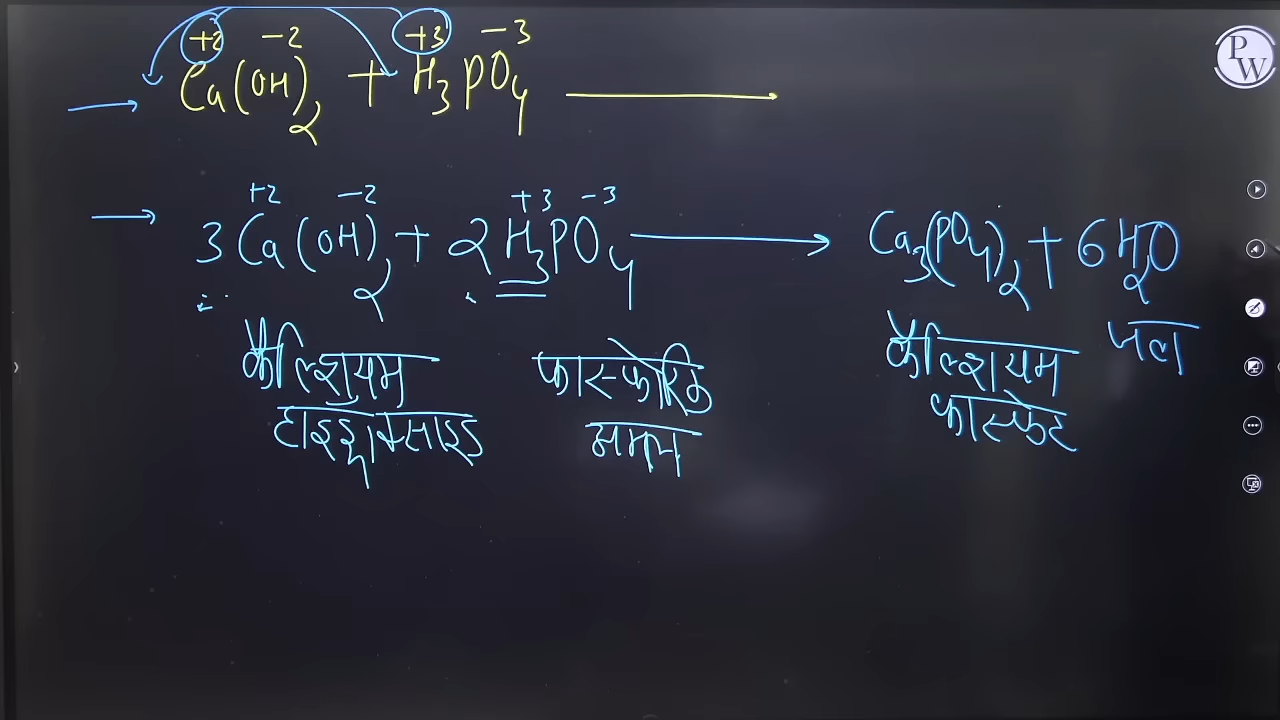 +2 -2 +3 -3
Ca(OH)₂ + H₃PO₄ ⟶
PW
+2 -2 +3 -3
→ 3Ca(OH)₂ + 2H₃PO₄ ⟶ Ca₃(PO₄)₂ + 6H₂O
कैल्शियम फास्फोरिक कैल्शियम जल
हाइड्राक्साइड अम्ल फास्फेट